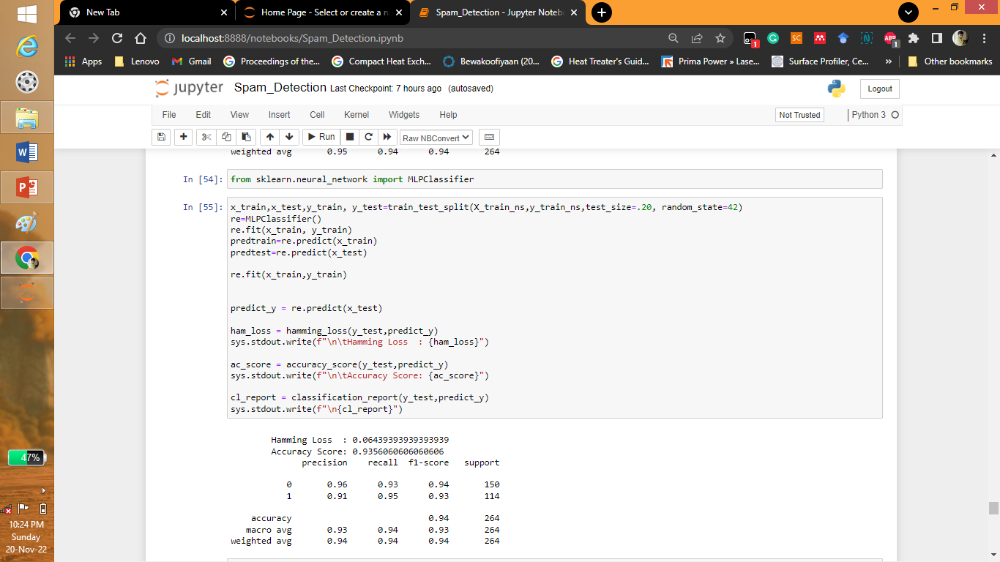 New Tab
Home Page - Select or create a n
Spam_Detection - Jupyter Noteb
localhost:8888/notebooks/Spam_Detection.ipynb
Apps Lenovo Gmail Proceedings of the... Compact Heat Exch... Bewakoofiyaan (20... Heat Treater's Guid... Prima Power » Lase... Surface Profiler, Ce... » Other bookmarks
jupyter Spam_Detection Last Checkpoint: 7 hours ago (autosaved) Logout
File Edit View Insert Cell Kernel Widgets Help Not Trusted Python 3
Run Raw NBConvert
weighted avg 0.95 0.94 0.94 264
In [54]: from sklearn.neural_network import MLPClassifier
In [55]: x_train,x_test,y_train, y_test=train_test_split(X_train_ns,y_train_ns,test_size=.20, random_state=42)
re=MLPClassifier()
re.fit(x_train, y_train)
predtrain=re.predict(x_train)
predtest=re.predict(x_test)
re.fit(x_train,y_train)
predict_y = re.predict(x_test)
ham_loss = hamming_loss(y_test,predict_y)
sys.stdout.write(f"\n\tHamming Loss  : {ham_loss}")
ac_score = accuracy_score(y_test,predict_y)
sys.stdout.write(f"\n\tAccuracy Score: {ac_score}")
cl_report = classification_report(y_test,predict_y)
sys.stdout.write(f"\n{cl_report}")
Hamming Loss  : 0.06439393939393939
Accuracy Score: 0.9356060606060606
precision recall f1-score support
0 0.96 0.93 0.94 150
1 0.91 0.95 0.93 114
accuracy 0.94 264
macro avg 0.93 0.94 0.93 264
weighted avg 0.94 0.94 0.94 264
47%
10:24 PM
Sunday
20-Nov-22